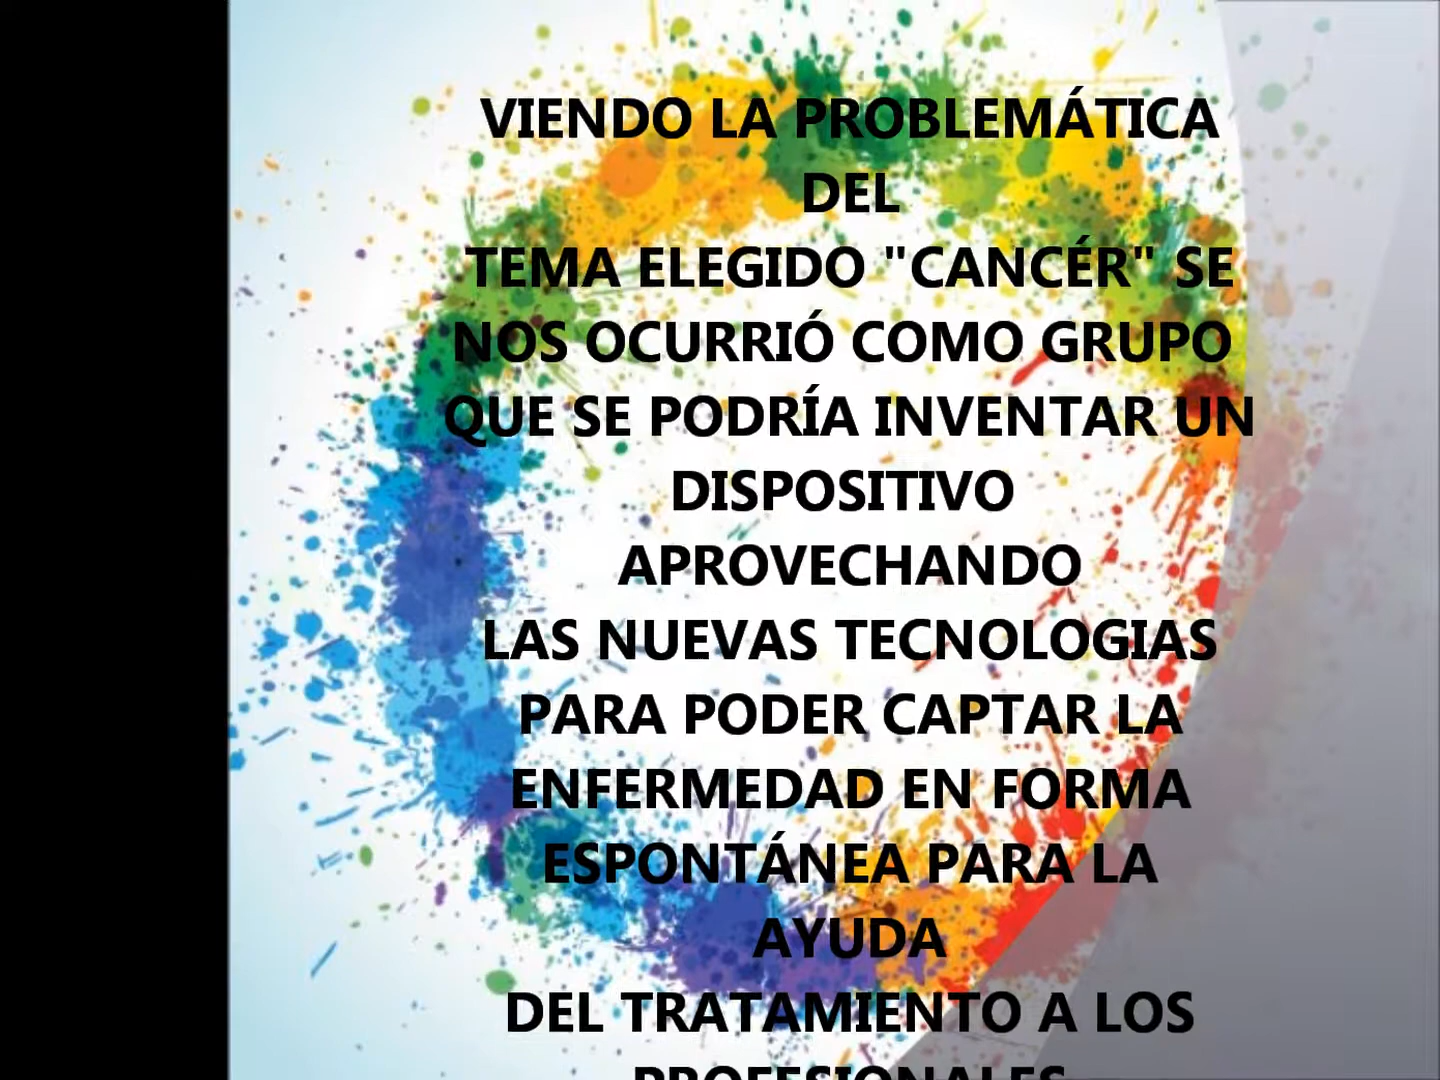 VIENDO LA PROBLEMÁTICA
DEL
TEMA ELEGIDO "CANCÉR" SE
NOS OCURRIÓ COMO GRUPO
QUE SE PODRÍA INVENTAR UN
DISPOSITIVO
APROVECHANDO
LAS NUEVAS TECNOLOGIAS
PARA PODER CAPTAR LA
ENFERMEDAD EN FORMA
ESPONTÁNEA PARA LA
AYUDA
DEL TRATAMIENTO A LOS
PROFESIONALES